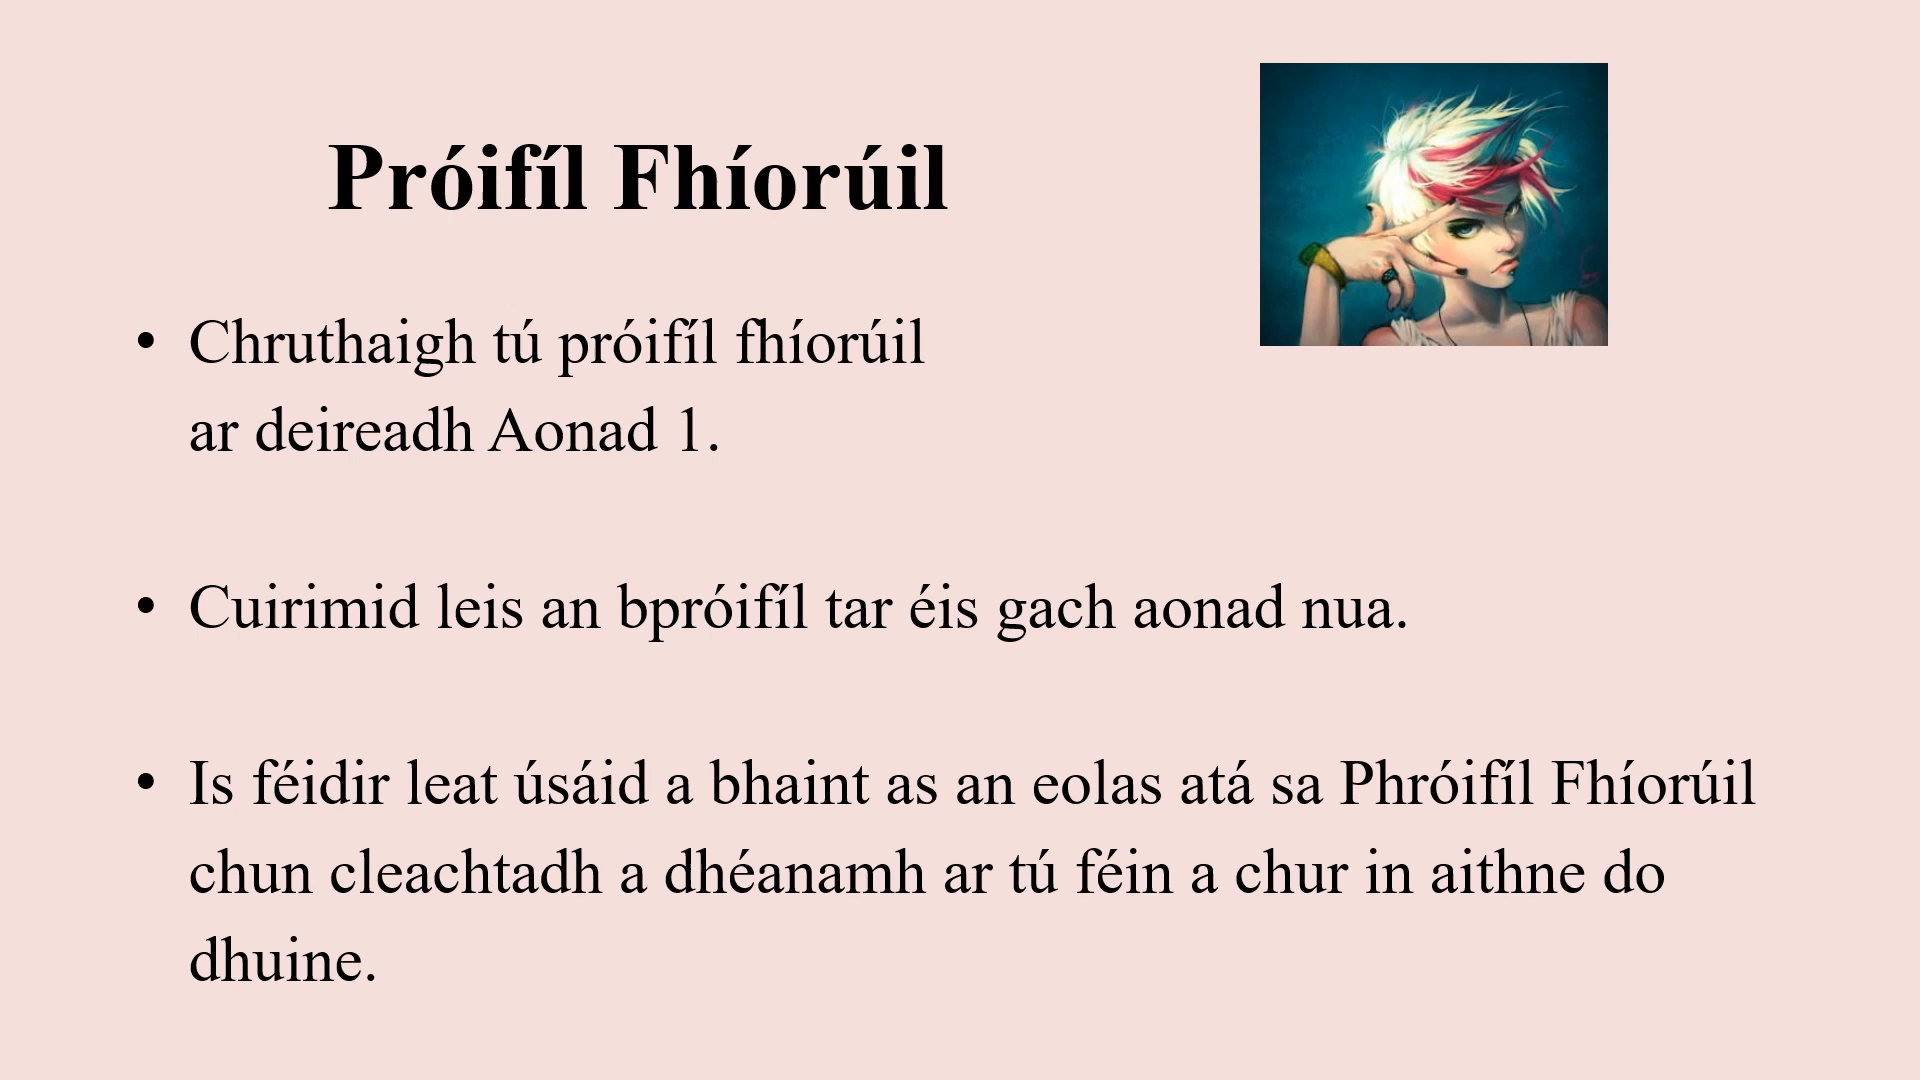 Próifíl Fhíorúil
• Chruthaigh tú próifíl fhíorúil
ar deireadh Aonad 1.
• Cuirimid leis an bpróifíl tar éis gach aonad nua.
• Is féidir leat úsáid a bhaint as an eolas atá sa Phróifíl Fhíorúil
chun cleachtadh a dhéanamh ar tú féin a chur in aithne do
dhuine.